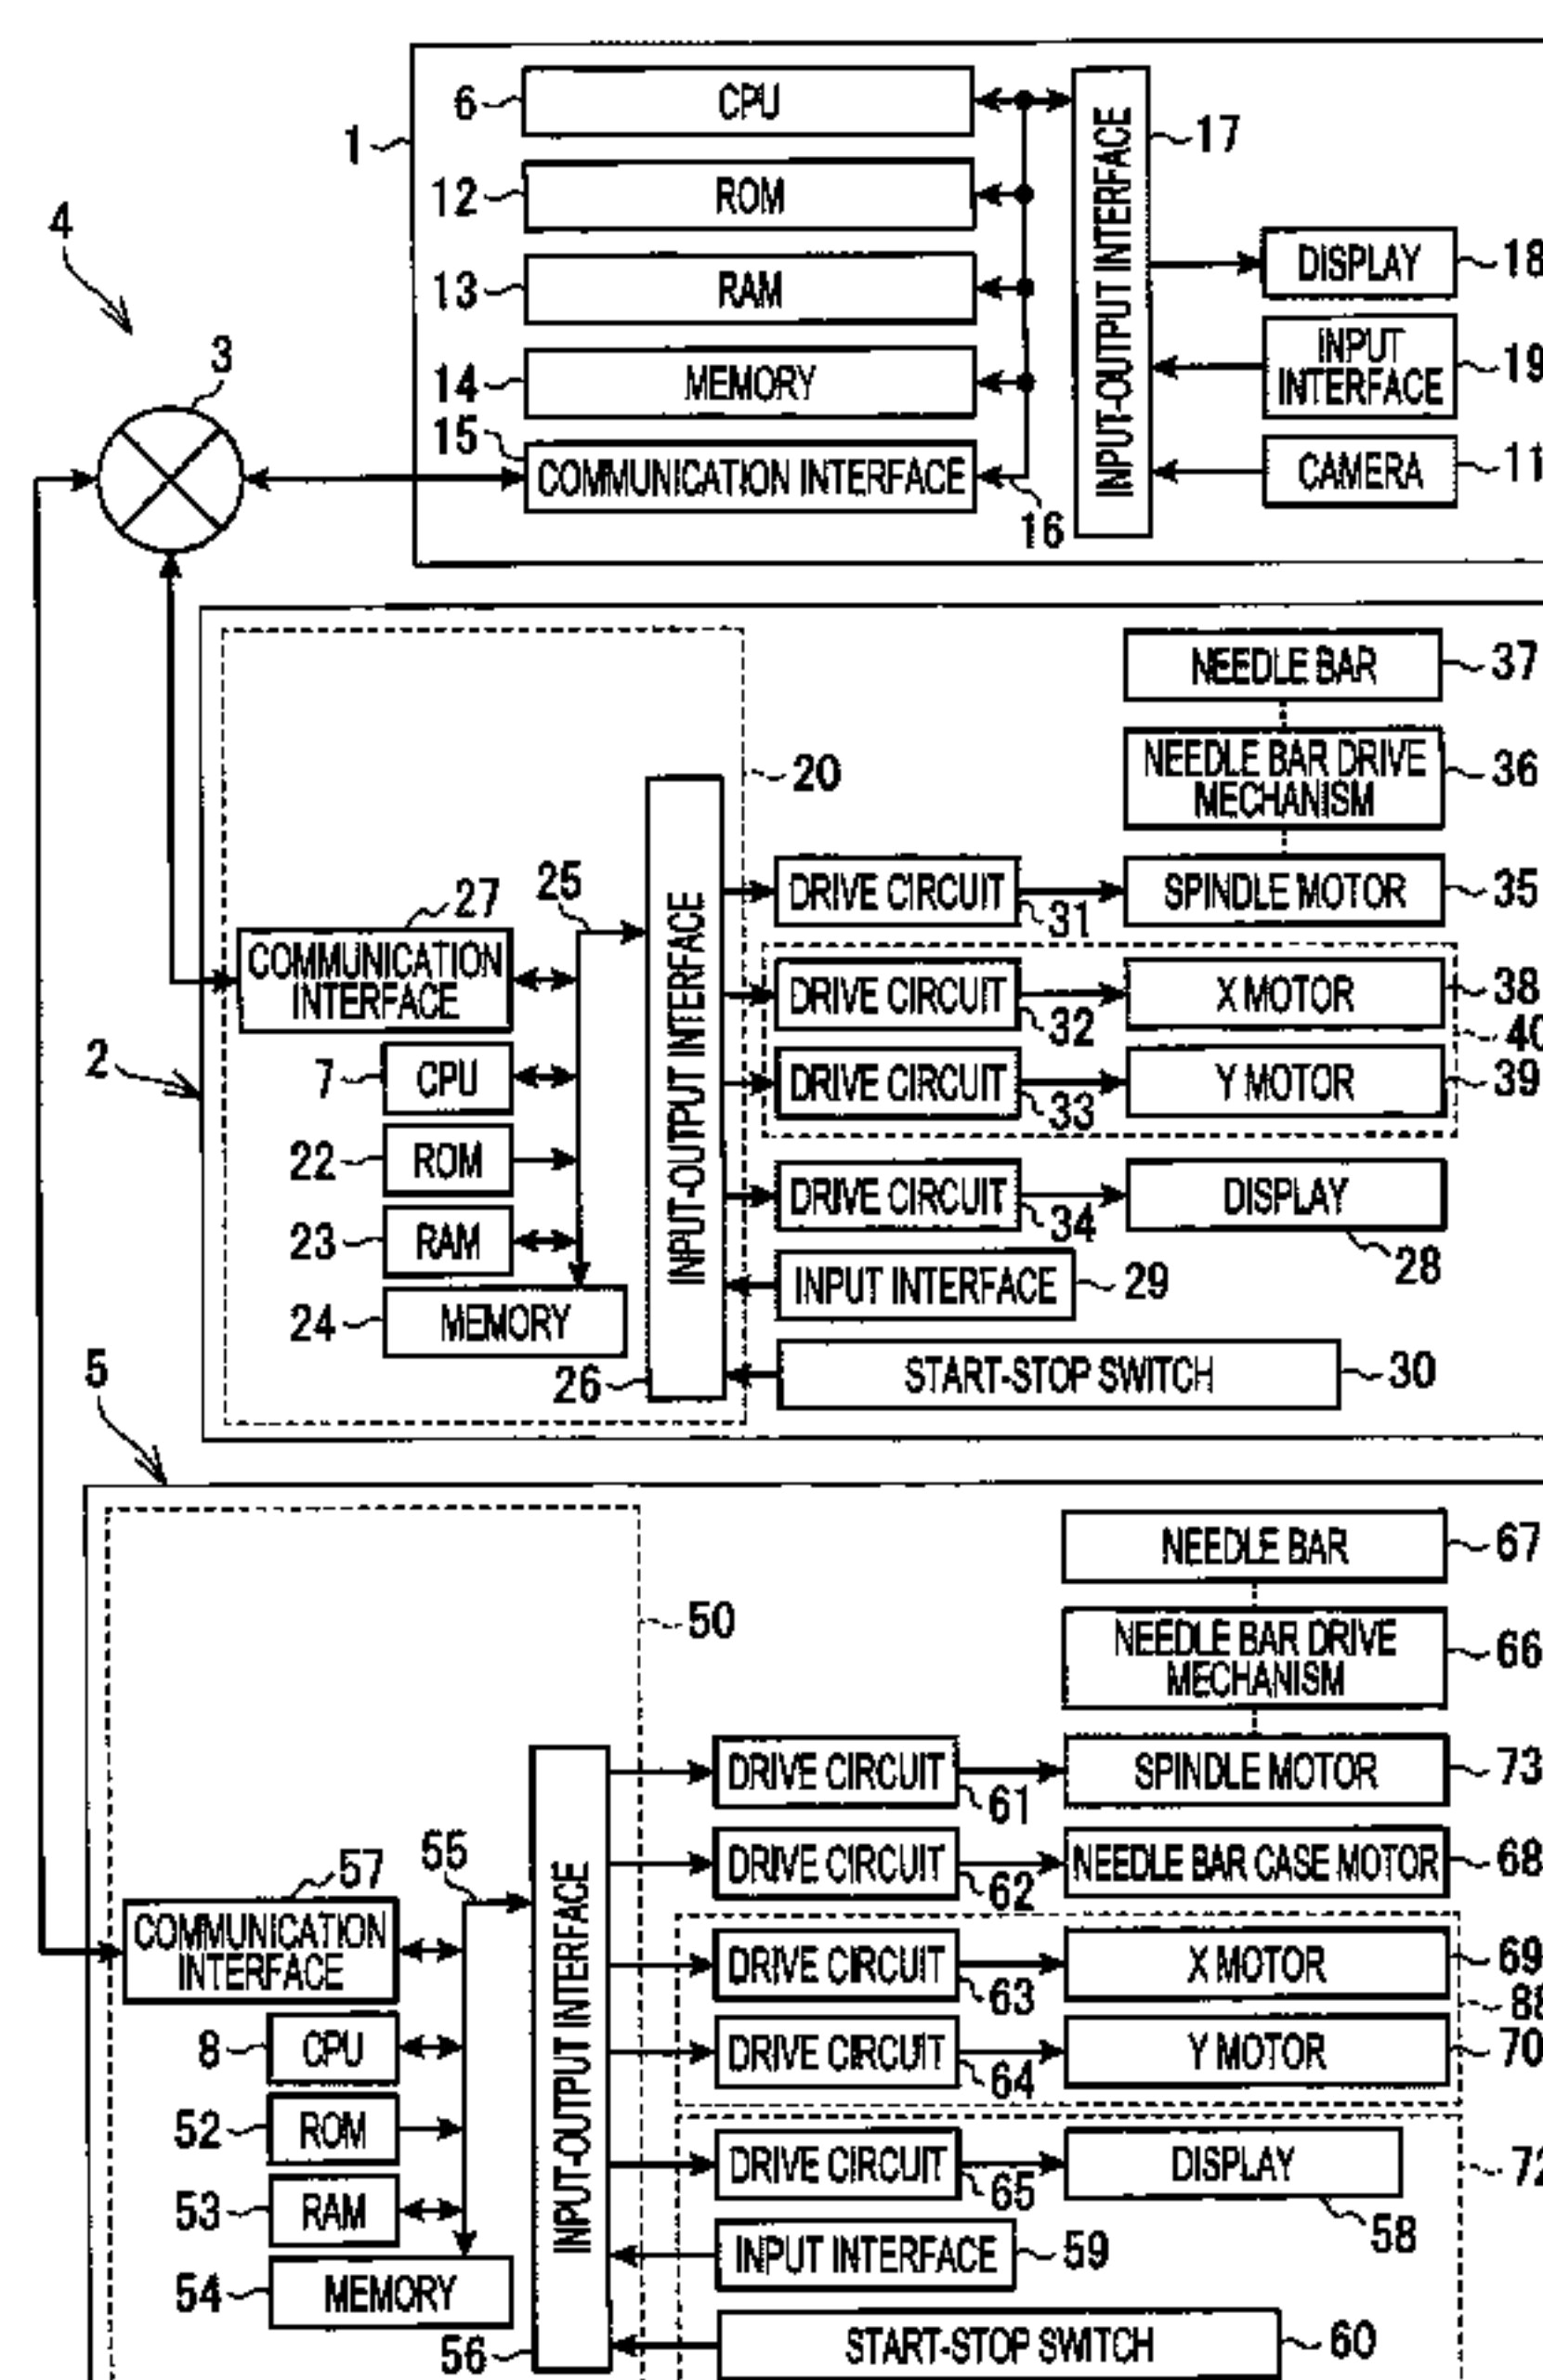 4
3
1
6
CPU
12
ROM
13
RAM
14
MEMORY
15
COMMUNICATION INTERFACE
16
INPUT-OUTPUT INTERFACE
17
DISPLAY
18
INPUT
INTERFACE
19
CAMERA
11
2
20
NEEDLE BAR
37
NEEDLE BAR DRIVE
MECHANISM
36
27
COMMUNICATION
INTERFACE
25
7
CPU
22
ROM
23
RAM
24
MEMORY
26
INPUT-OUTPUT INTERFACE
DRIVE CIRCUIT
31
SPINDLE MOTOR
35
DRIVE CIRCUIT
32
X MOTOR
38
40
DRIVE CIRCUIT
33
Y MOTOR
39
DRIVE CIRCUIT
34
DISPLAY
28
INPUT INTERFACE
29
START-STOP SWITCH
30
5
50
NEEDLE BAR
67
NEEDLE BAR DRIVE
MECHANISM
66
57
COMMUNICATION
INTERFACE
55
8
CPU
52
ROM
53
RAM
54
MEMORY
56
INPUT-OUTPUT INTERFACE
DRIVE CIRCUIT
61
SPINDLE MOTOR
73
DRIVE CIRCUIT
62
NEEDLE BAR CASE MOTOR
68
DRIVE CIRCUIT
63
X MOTOR
69
88
DRIVE CIRCUIT
64
Y MOTOR
70
DRIVE CIRCUIT
65
DISPLAY
58
72
INPUT INTERFACE
59
START-STOP SWITCH
60